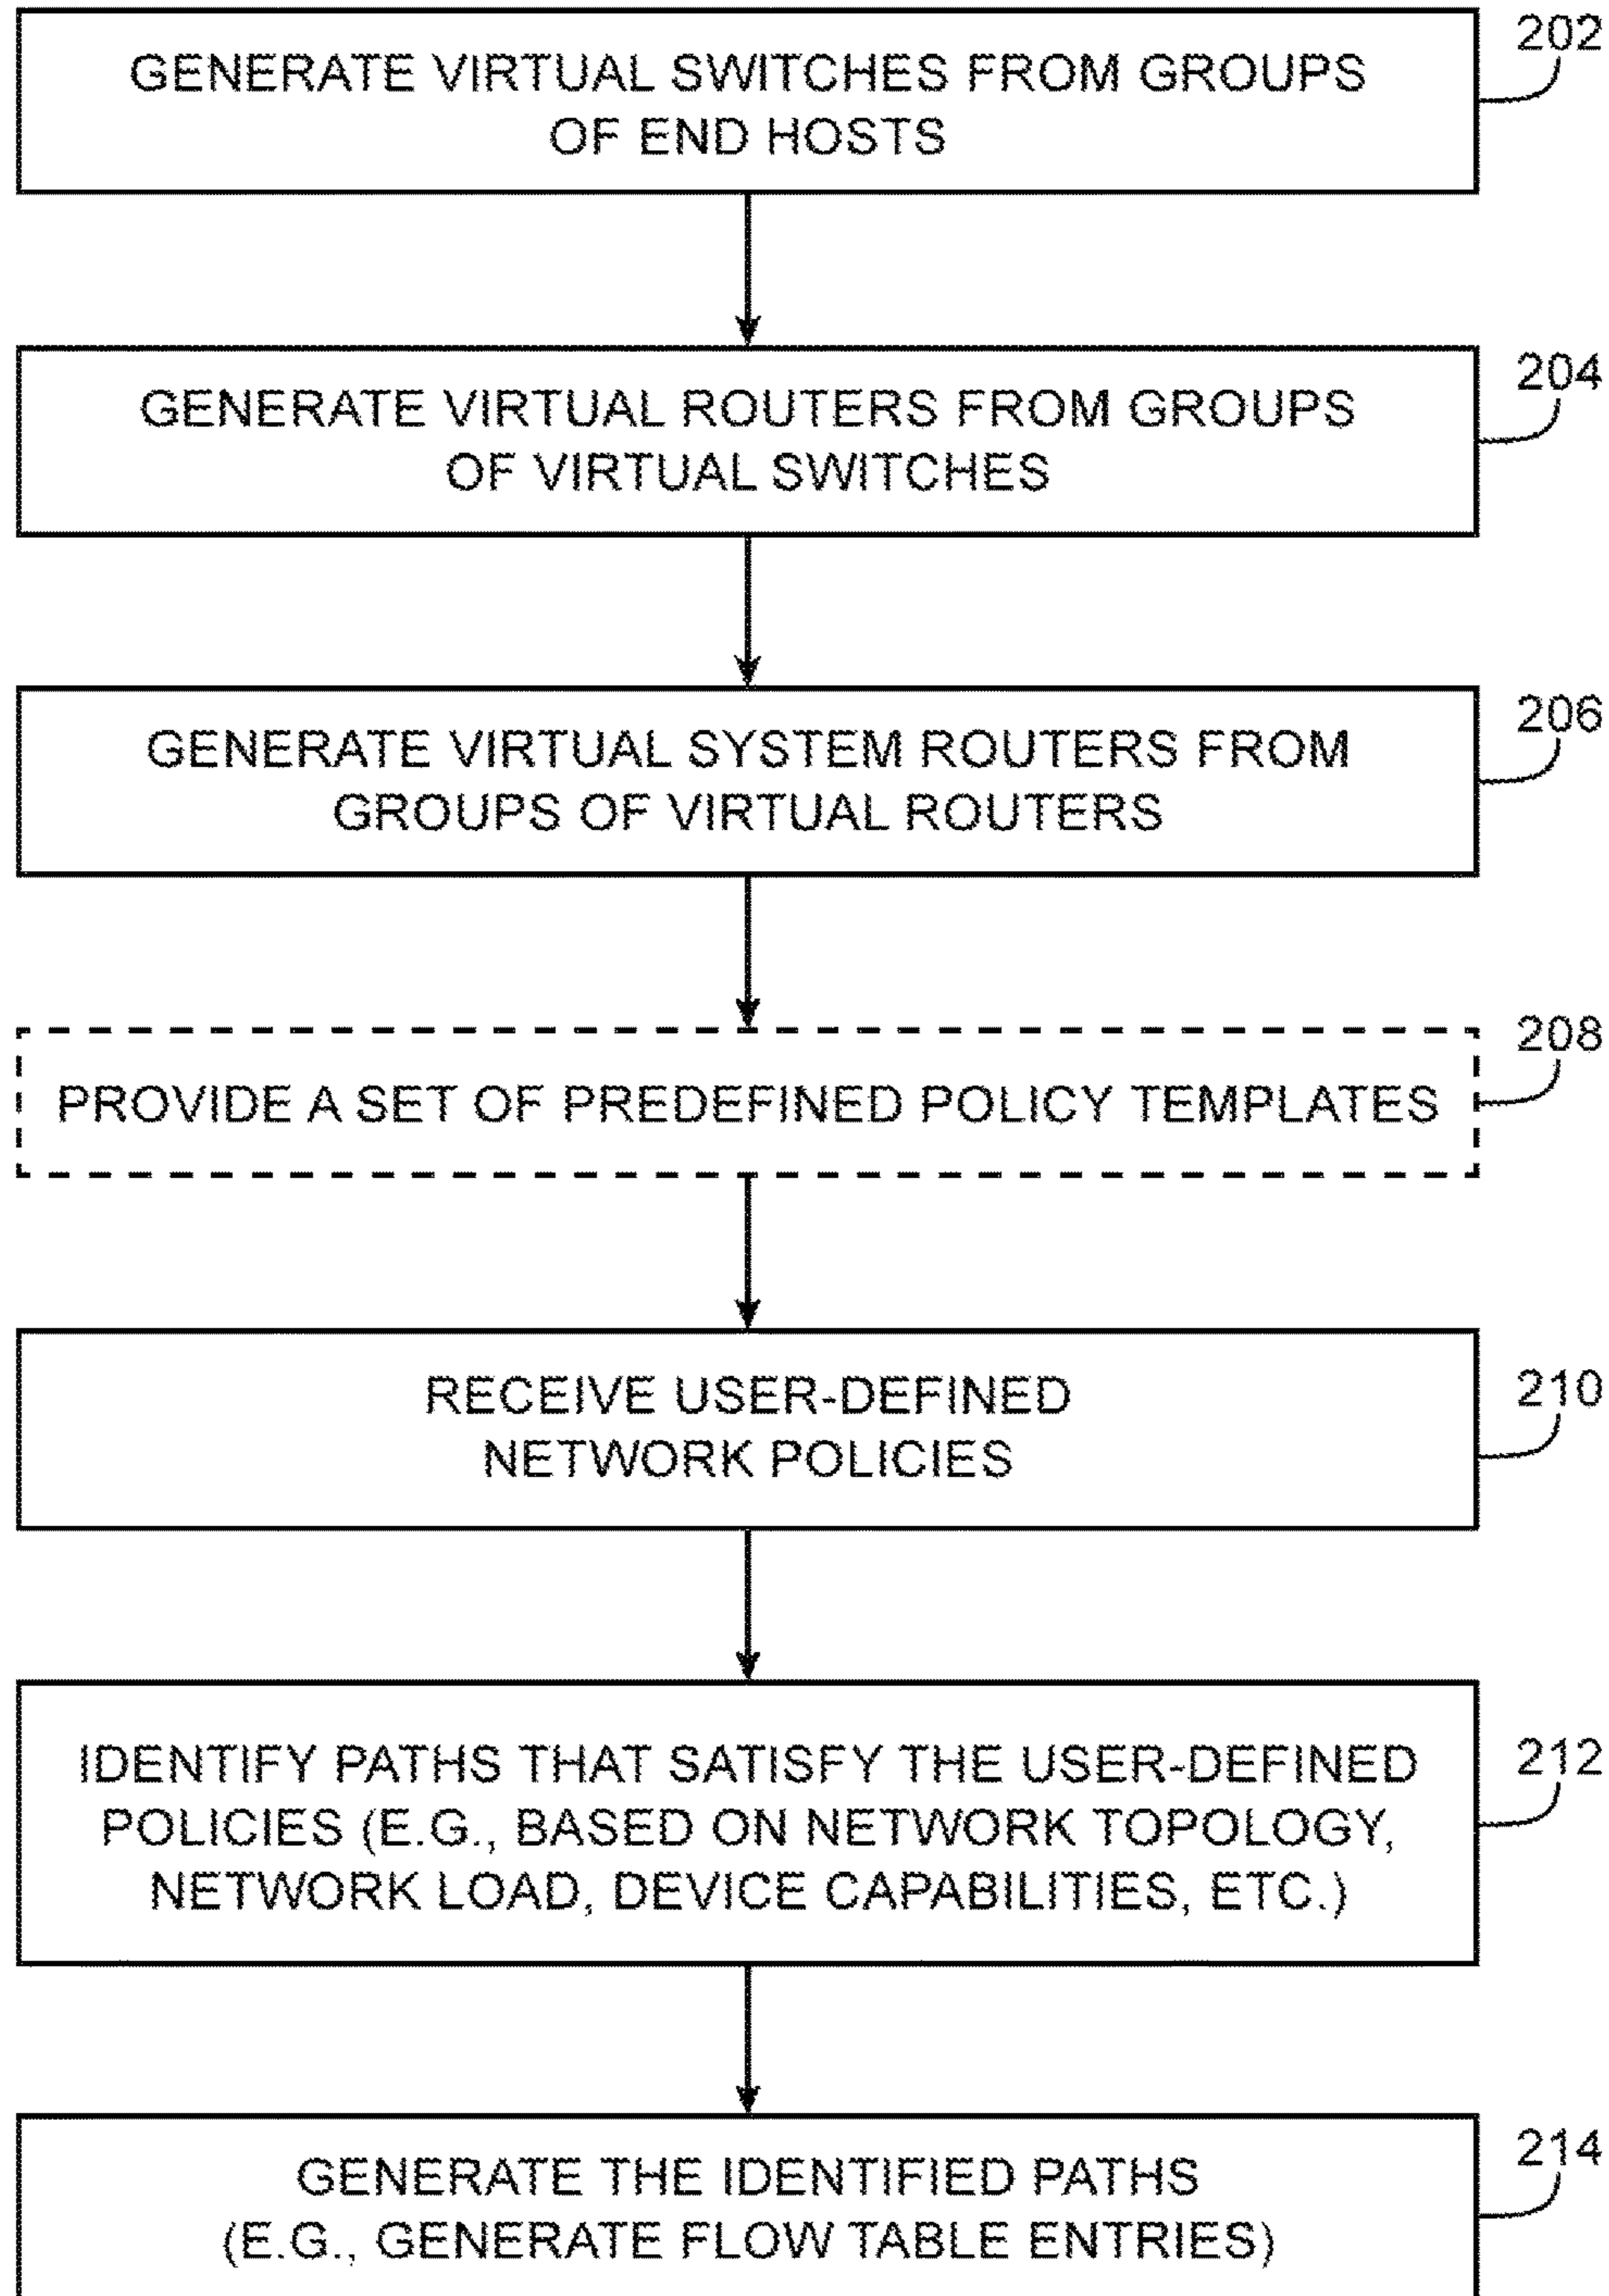 202
GENERATE VIRTUAL SWITCHES FROM GROUPS
OF END HOSTS
204
GENERATE VIRTUAL ROUTERS FROM GROUPS
OF VIRTUAL SWITCHES
206
GENERATE VIRTUAL SYSTEM ROUTERS FROM
GROUPS OF VIRTUAL ROUTERS
208
PROVIDE A SET OF PREDEFINED POLICY TEMPLATES
210
RECEIVE USER-DEFINED
NETWORK POLICIES
212
IDENTIFY PATHS THAT SATISFY THE USER-DEFINED
POLICIES (E.G., BASED ON NETWORK TOPOLOGY,
NETWORK LOAD, DEVICE CAPABILITIES, ETC.)
214
GENERATE THE IDENTIFIED PATHS
(E.G., GENERATE FLOW TABLE ENTRIES)